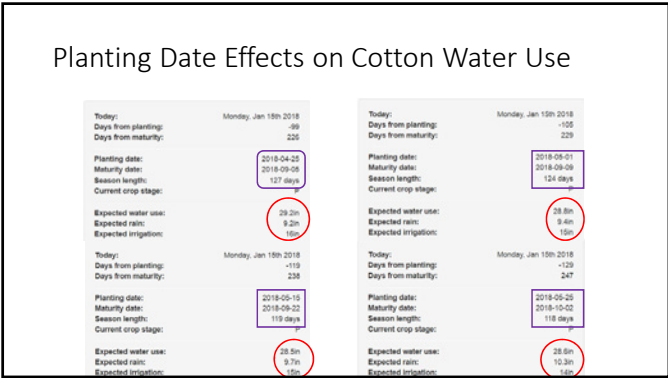 Planting Date Effects on Cotton Water Use
Today: Monday, Jan 15th 2018
Days from planting: -99
Days from maturity: 226
Planting date: 2018-04-25
Maturity date:
Season length: 127 days
Current crop stage: P
Expected water use: 29.2in
Expected rain: 9.2in
Expected irrigation: 16in
Today: Monday, Jan 15th 2018
Days from planting: -105
Days from maturity: 229
Planting date:
Maturity date: 2018-09-09
Season length: 124 days
Current crop stage: P
Expected water use: 28.8in
Expected rain: 9.4in
Expected irrigation: 15in
Today: Monday, Jan 15th 2018
Days from planting: -119
Days from maturity: 238
Planting date: 2018-05-15
Maturity date: 2018-09-22
Season length: 119 days
Current crop stage: P
Expected water use: 28.5in
Expected rain: 9.7in
Expected irrigation: 15in
Today: Monday, Jan 15th 2018
Days from planting: -129
Days from maturity: 247
Planting date: 2018-05-25
Maturity date: 2018-10-02
Season length: 118 days
Current crop stage: P
Expected water use: 28.6in
Expected rain: 10.3in
Expected irrigation: 14in